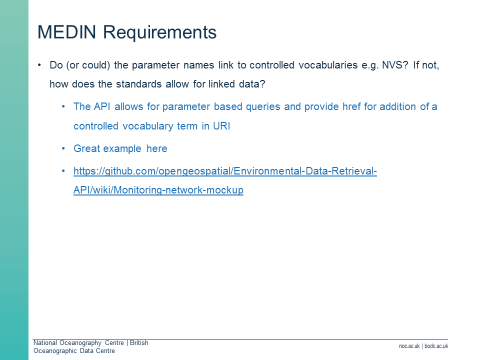 MEDIN Requirements
• Do (or could) the parameter names link to controlled vocabularies e.g. NVS? If not,
how does the standards allow for linked data?
• The API allows for parameter based queries and provide href for addition of a
controlled vocabulary term in URI
• Great example here
• https://github.com/opengeospatial/Environmental-Data-Retrieval-
API/wiki/Monitoring-network-mockup
National Oceanography Centre | British
Oceanographic Data Centre
noc.ac.uk | bodc.ac.uk